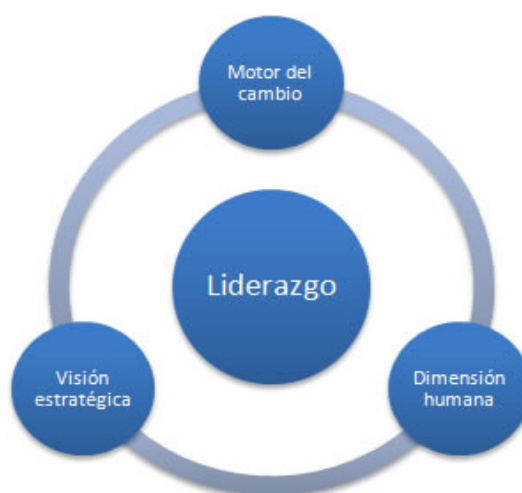 Motor del
cambio
Liderazgo
Visión
estratégica
Dimensión
humana